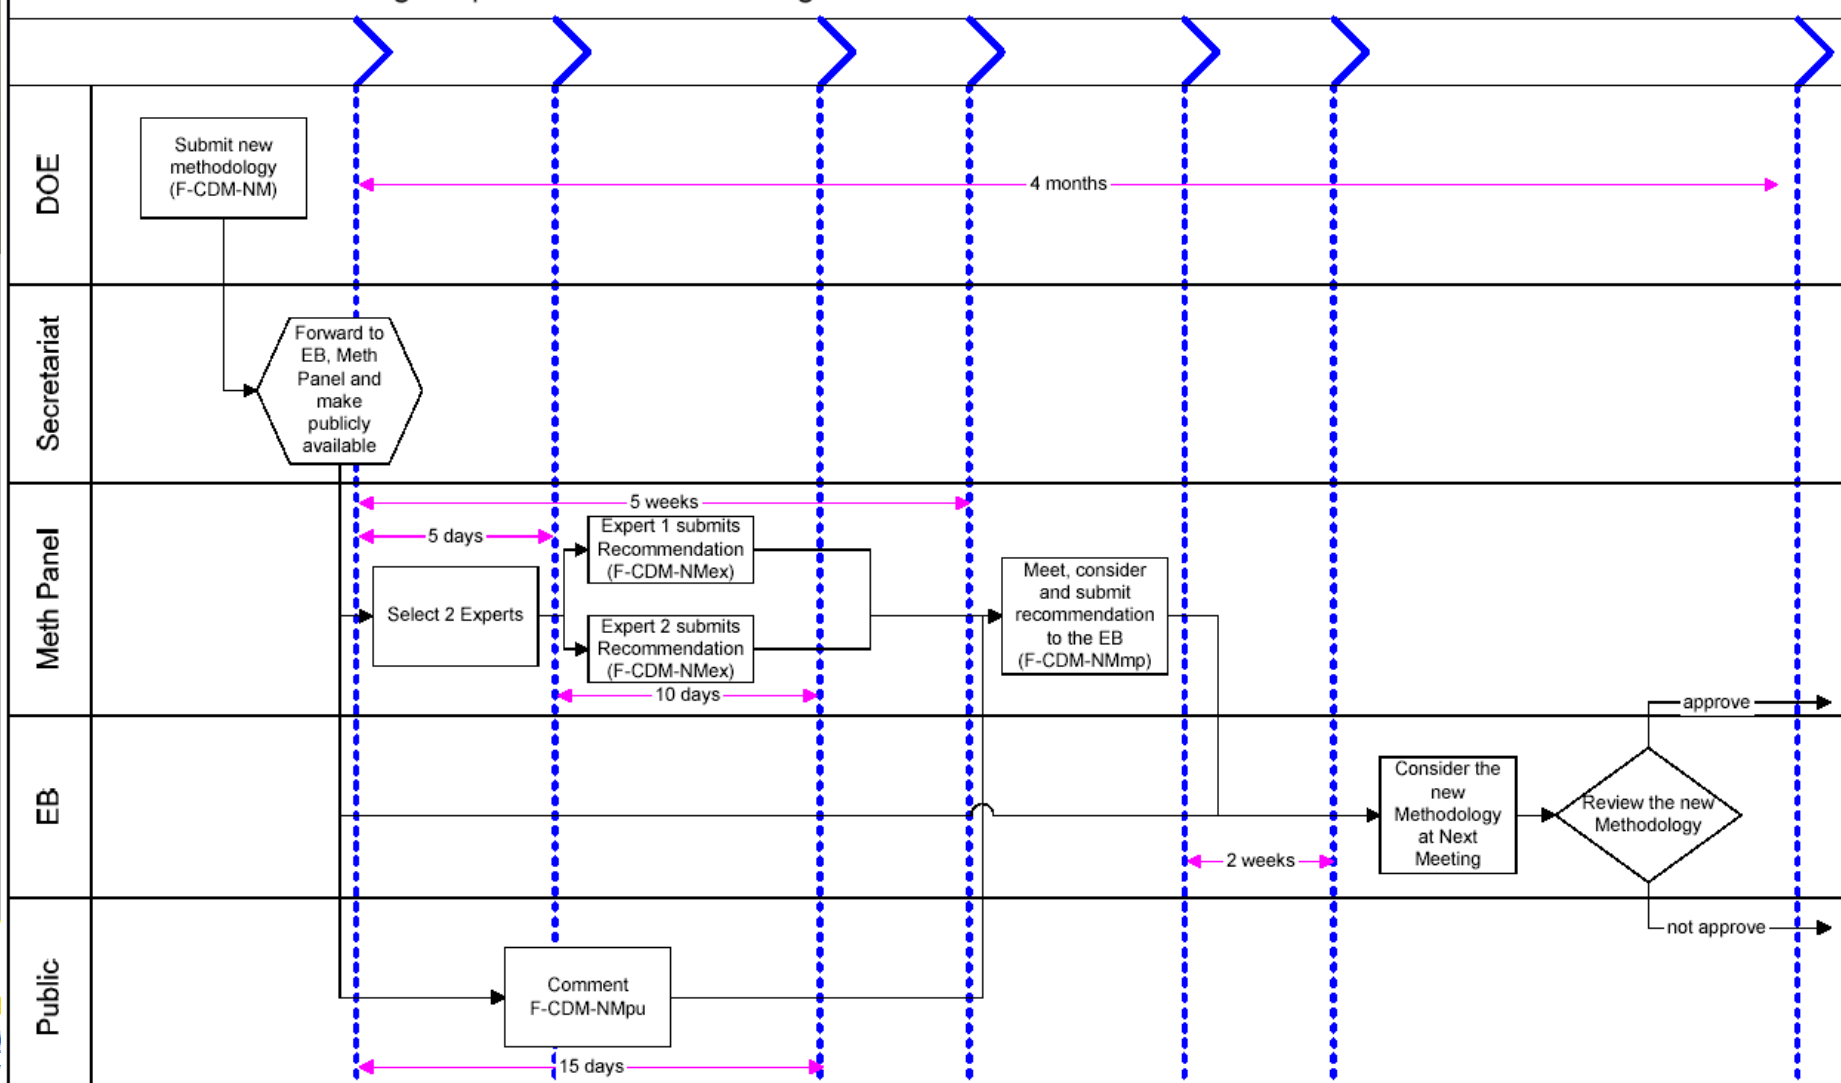 DOE
Submit new
methodology
(F-CDM-NM)
4 months
Secretariat
Forward to
EB, Meth
Panel and
make
publicly
available
Meth Panel
5 weeks
5 days
Select 2 Experts
Expert 1 submits
Recommendation
(F-CDM-NMex)
Expert 2 submits
Recommendation
(F-CDM-NMex)
10 days
Meet, consider
and submit
recommendation
to the EB
(F-CDM-NMmp)
approve
EB
Consider the
new
Methodology
at Next
Meeting
Review the new
Methodology
2 weeks
not approve
Public
Comment
F-CDM-NMpu
15 days